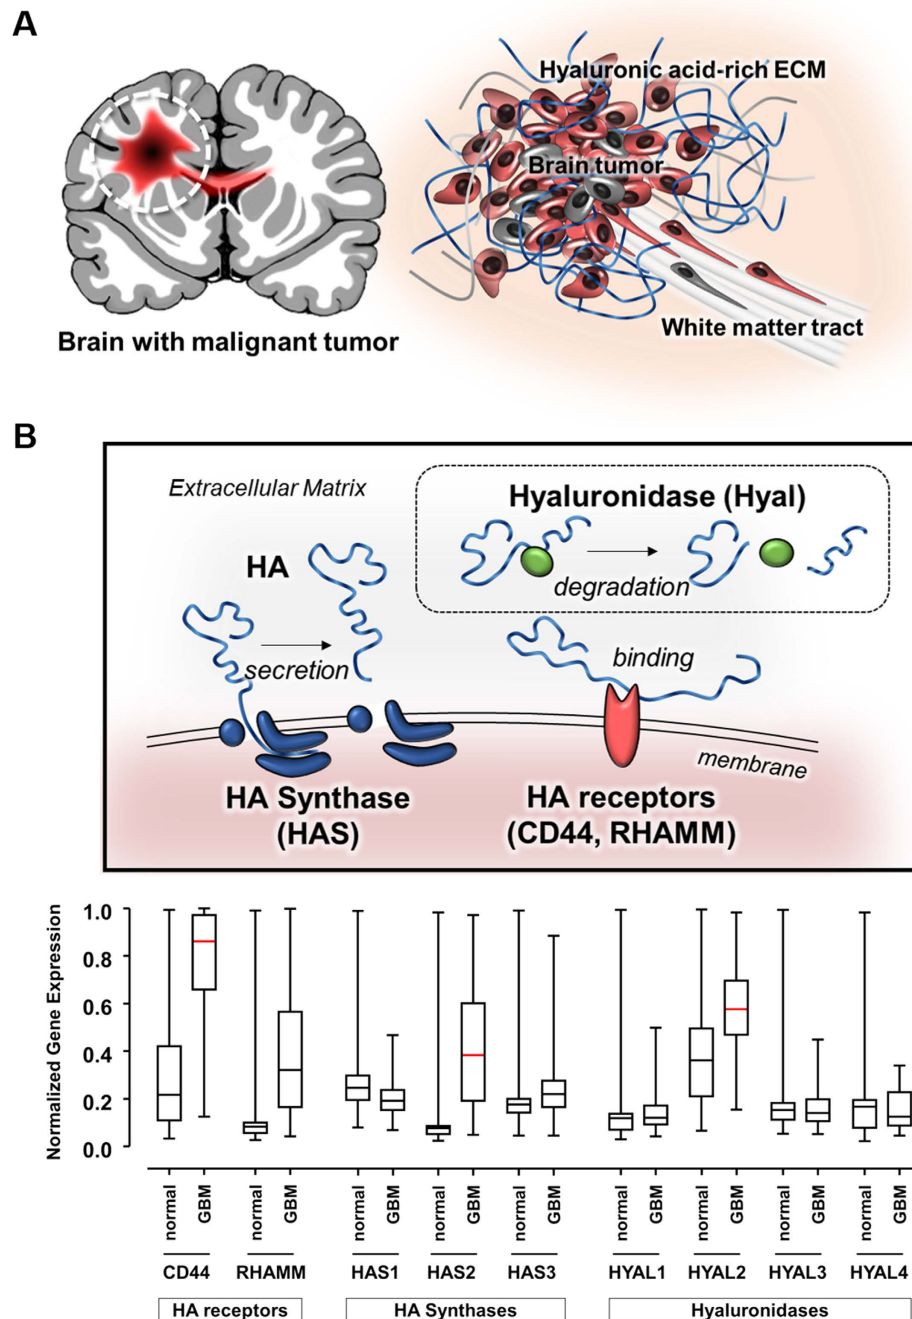 A
Hyaluronic acid-rich ECM
Brain tumor
White matter tract
Brain with malignant tumor
B
Extracellular Matrix
Hyaluronidase (Hyal)
degradation
HA
secretion
binding
membrane
HA Synthase
(HAS)
HA receptors
(CD44, RHAMM)
Normalized Gene Expression
1.0
0.8
0.6
0.4
0.2
0.0
normal GBM normal GBM normal GBM normal GBM normal GBM normal GBM normal GBM normal GBM normal GBM
CD44 RHAMM HAS1 HAS2 HAS3 HYAL1 HYAL2 HYAL3 HYAL4
HA receptors HA Synthases Hyaluronidases